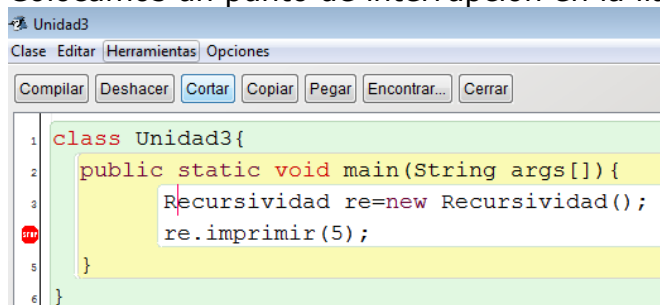 Unidad3
Clase Editar Herramientas Opciones
Compilar Deshacer Cortar Copiar Pegar Encontrar... Cerrar
1 class Unidad3{
2 public static void main(String args[]){
3 Recursividad re=new Recursividad();
STOP re.imprimir(5);
5 }
6 }